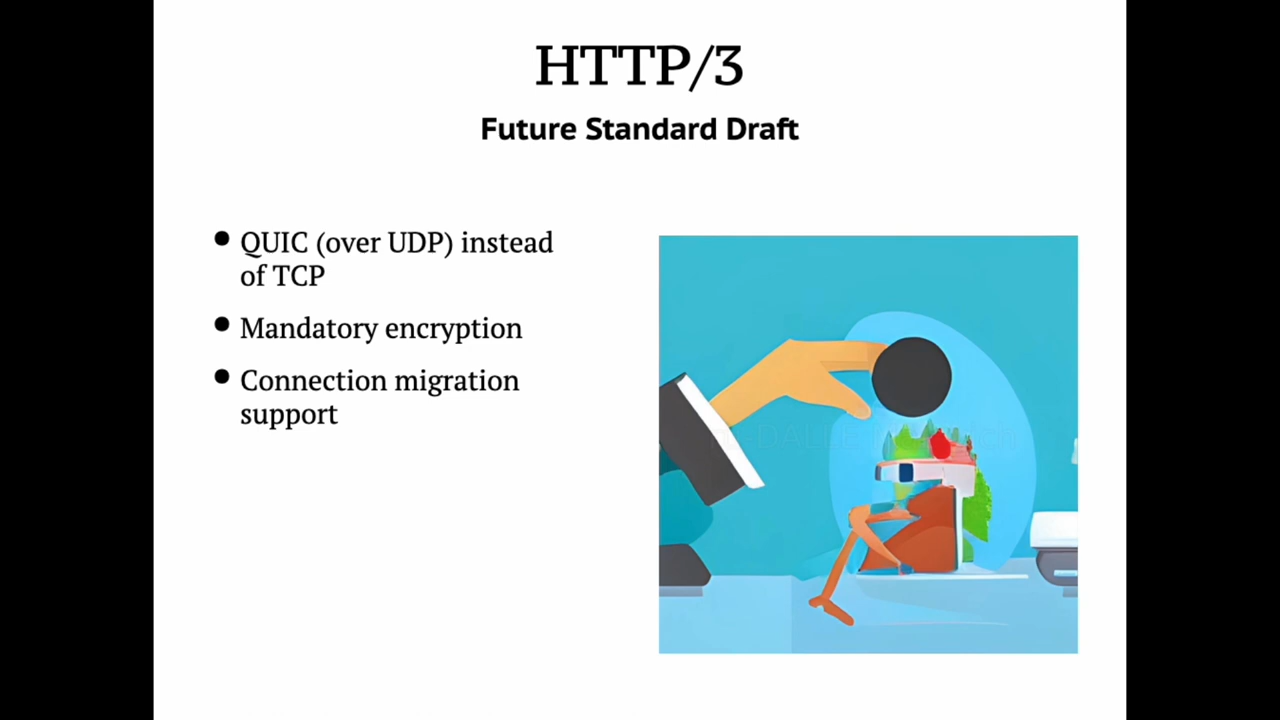 HTTP/3
Future Standard Draft
• QUIC (over UDP) instead
of TCP
• Mandatory encryption
• Connection migration
support